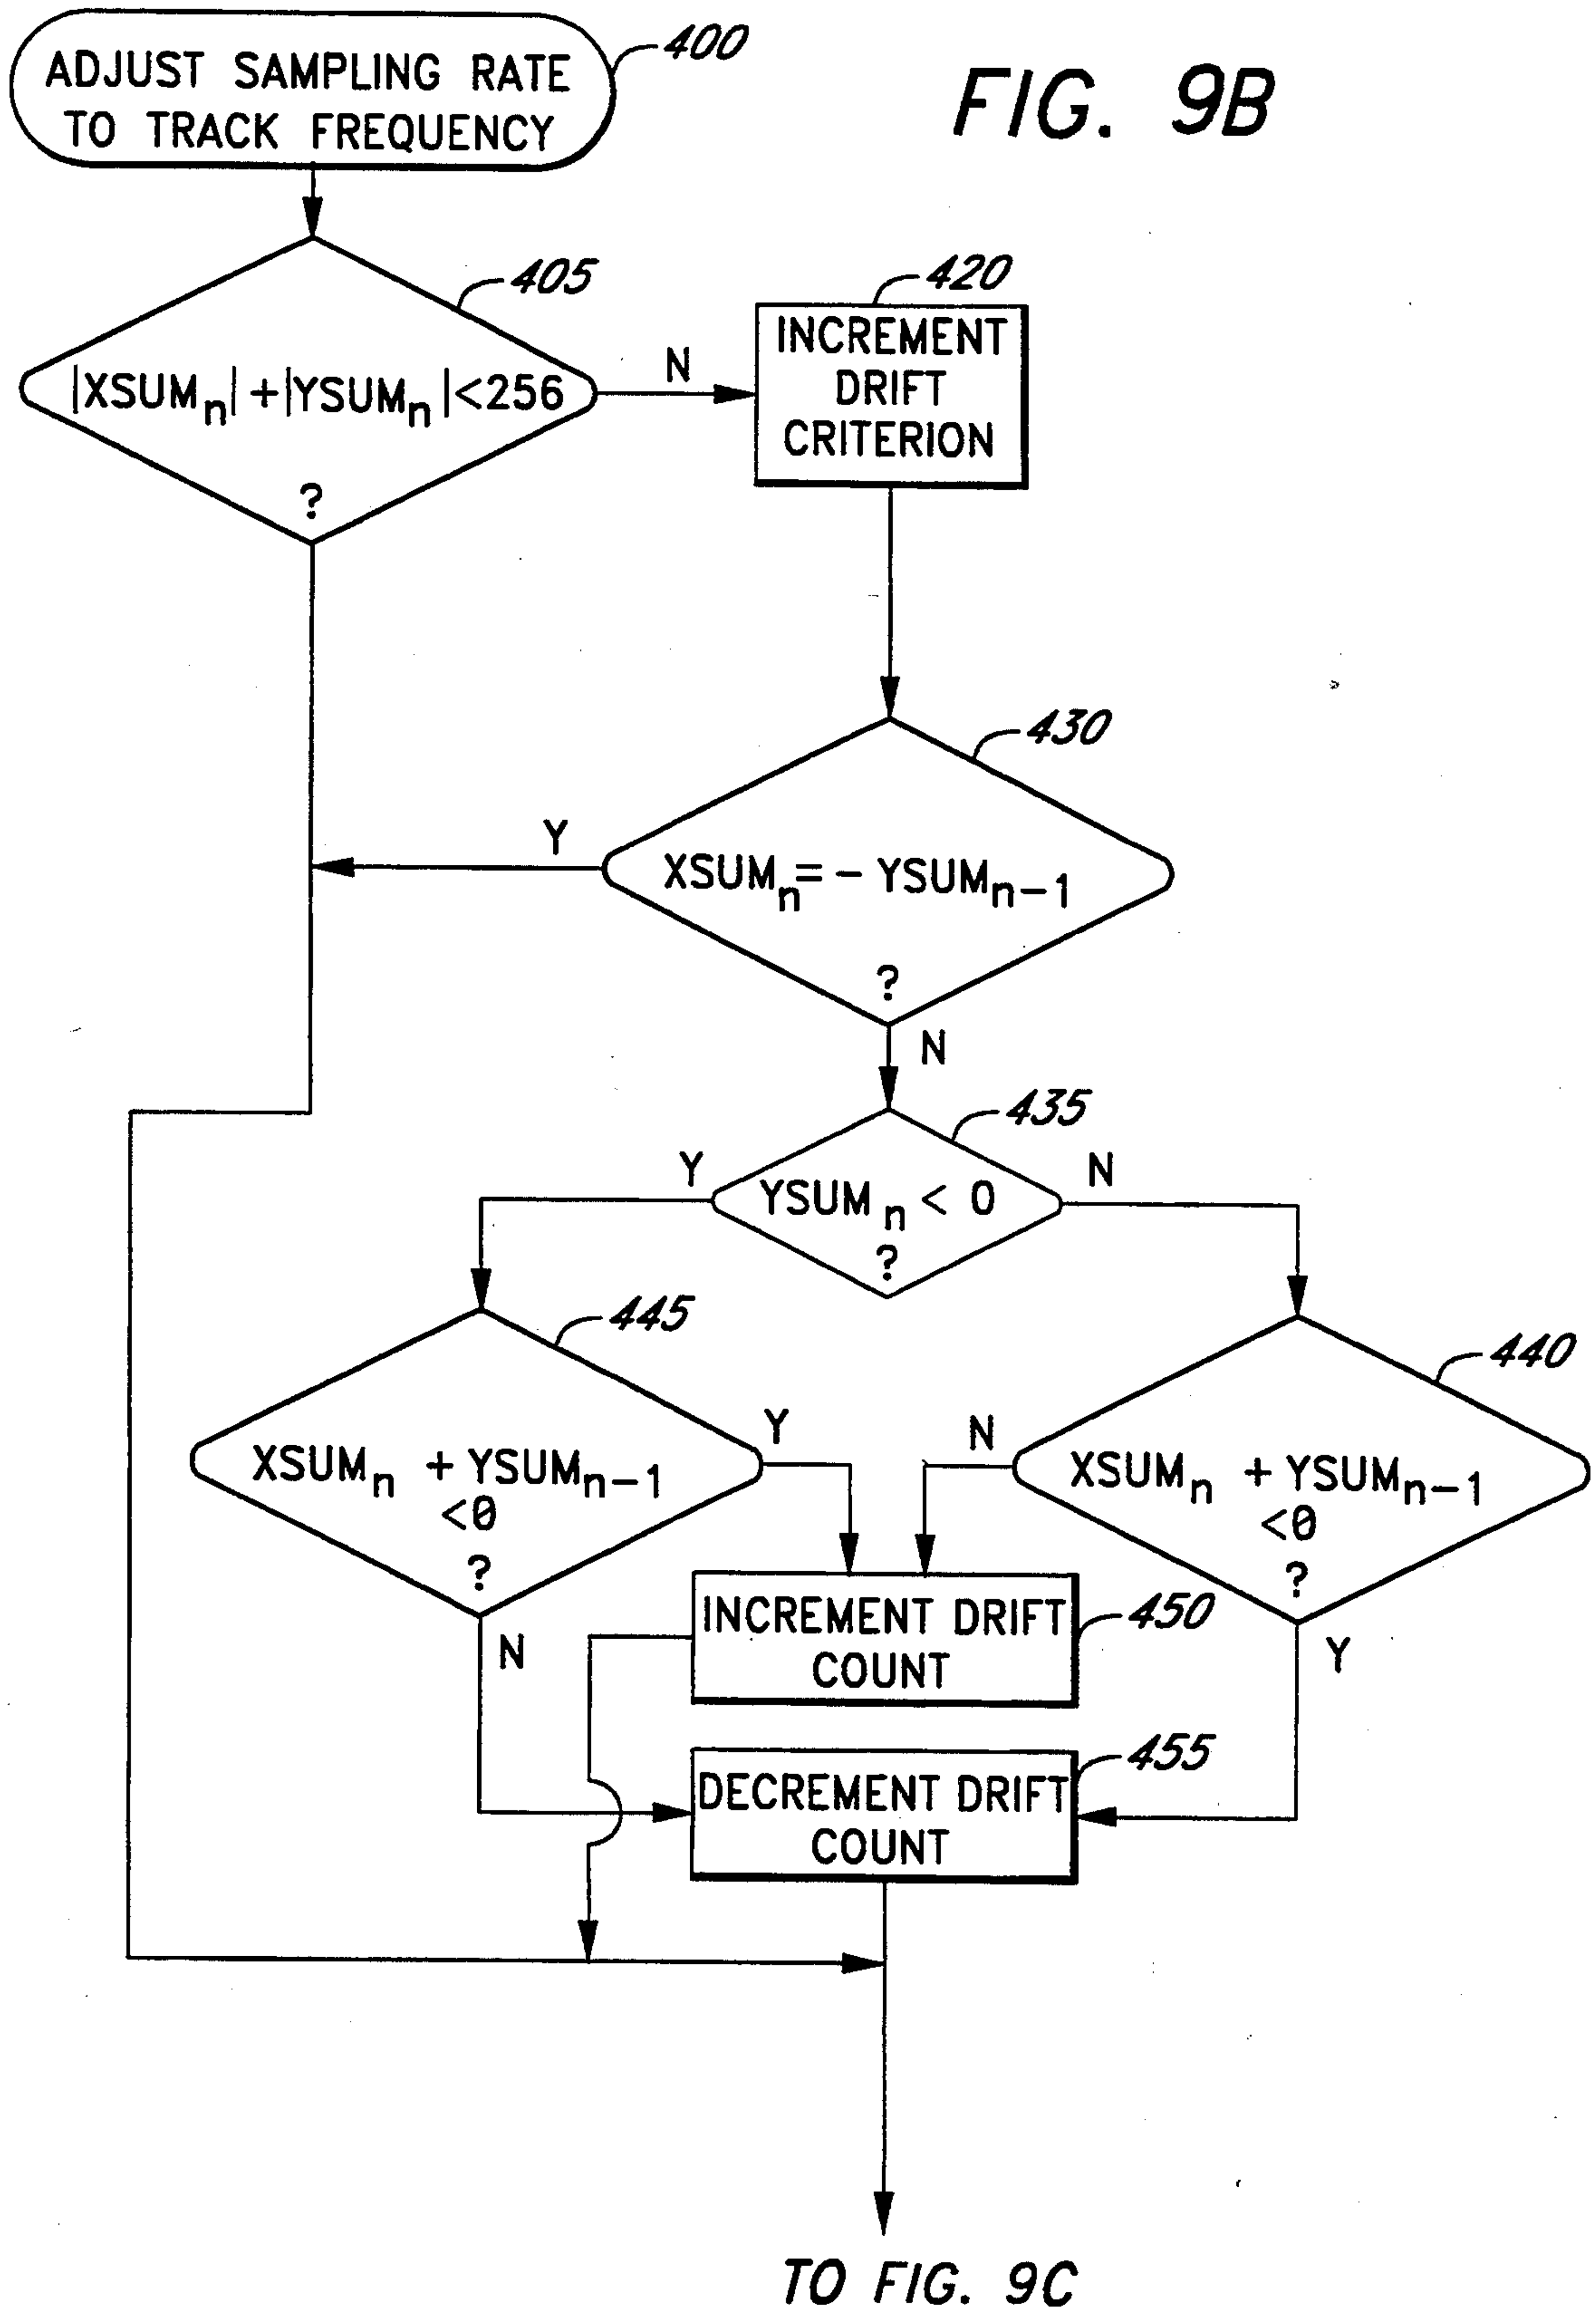 ADJUST SAMPLING RATE
TO TRACK FREQUENCY
400
FIG. 9B
405
|XSUMn| +|YSUMn|<256
?
N
420
INCREMENT
DRIFT
CRITERION
430
Y
XSUMn= - YSUMn-1
?
N
435
Y
YSUMn < 0
?
N
445
XSUMn + YSUMn-1
<0
?
Y
N
440
XSUMn + YSUMn-1
<0
?
N
Y
INCREMENT DRIFT
COUNT
450
DECREMENT DRIFT
COUNT
455
TO FIG. 9C